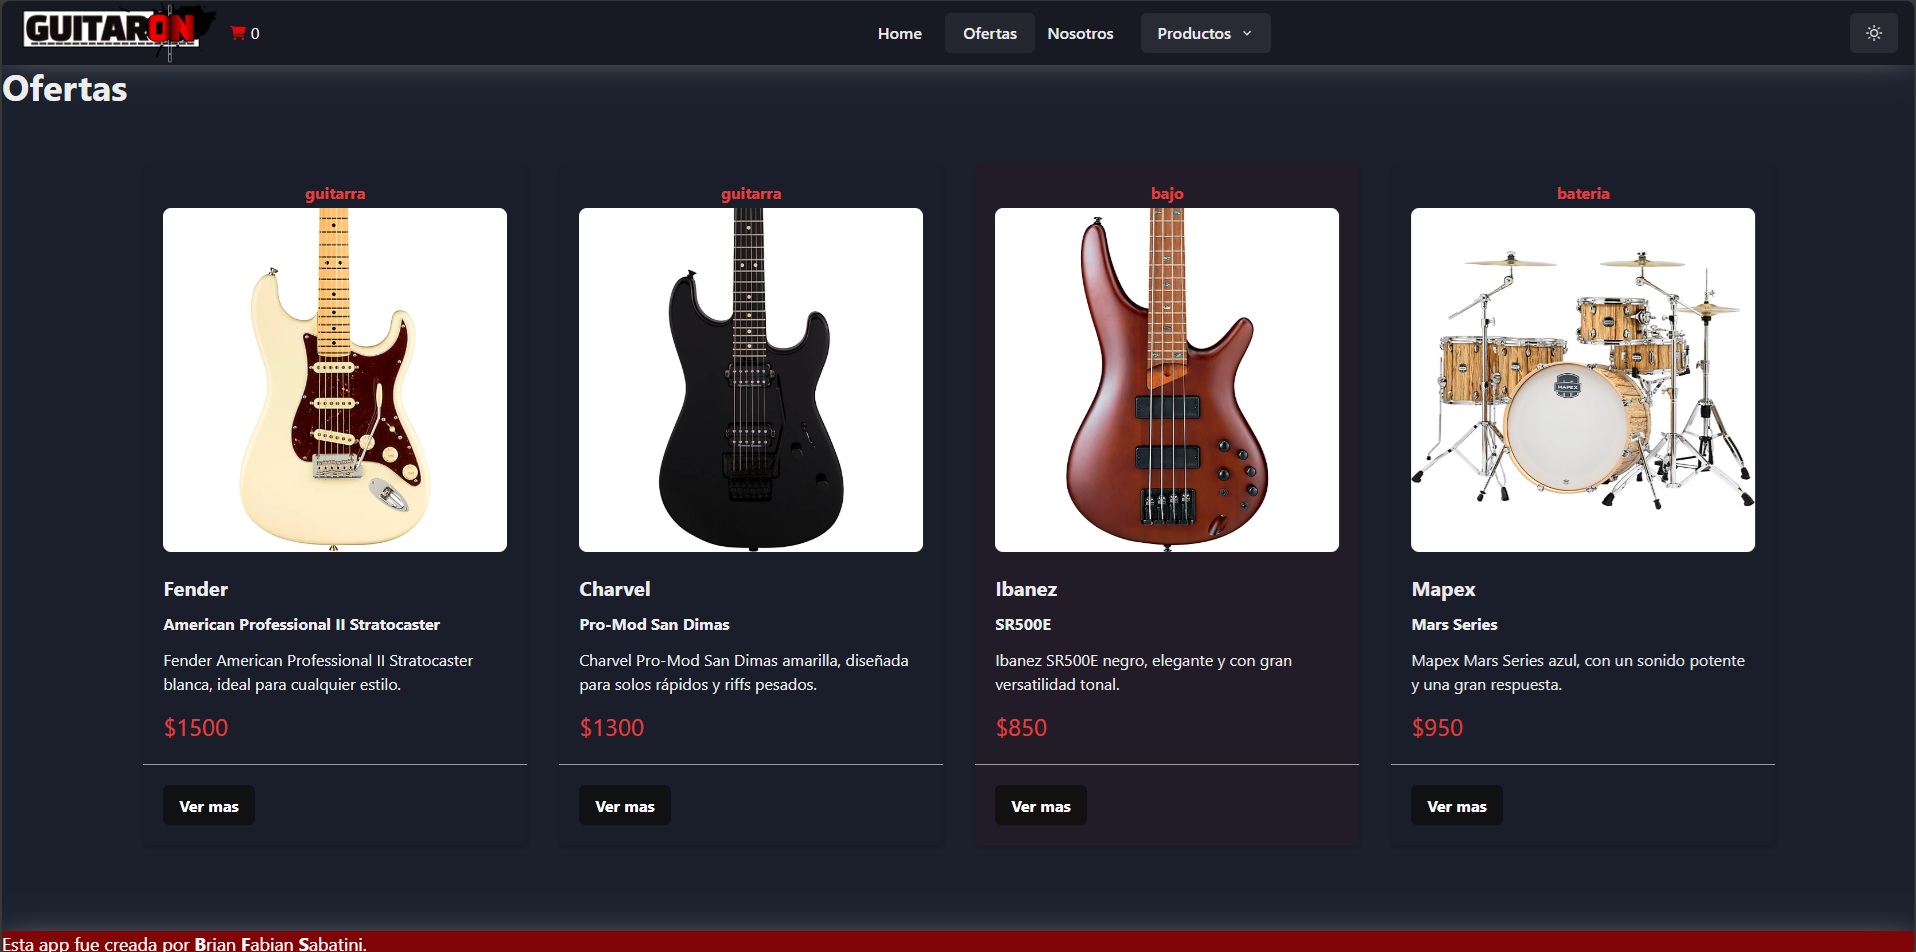 GUITARON
0
Home
Ofertas
Nosotros
Productos
Ofertas
guitarra
Fender
American Professional II Stratocaster
Fender American Professional II Stratocaster
blanca, ideal para cualquier estilo.
$1500
Ver mas
guitarra
Charvel
Pro-Mod San Dimas
Charvel Pro-Mod San Dimas amarilla, diseñada
para solos rápidos y riffs pesados.
$1300
Ver mas
bajo
Ibanez
SR500E
Ibanez SR500E negro, elegante y con gran
versatilidad tonal.
$850
Ver mas
bateria
MAPEX
Mapex
Mars Series
Mapex Mars Series azul, con un sonido potente
y una gran respuesta.
$950
Ver mas
Esta app fue creada por Brian Fabian Sabatini.